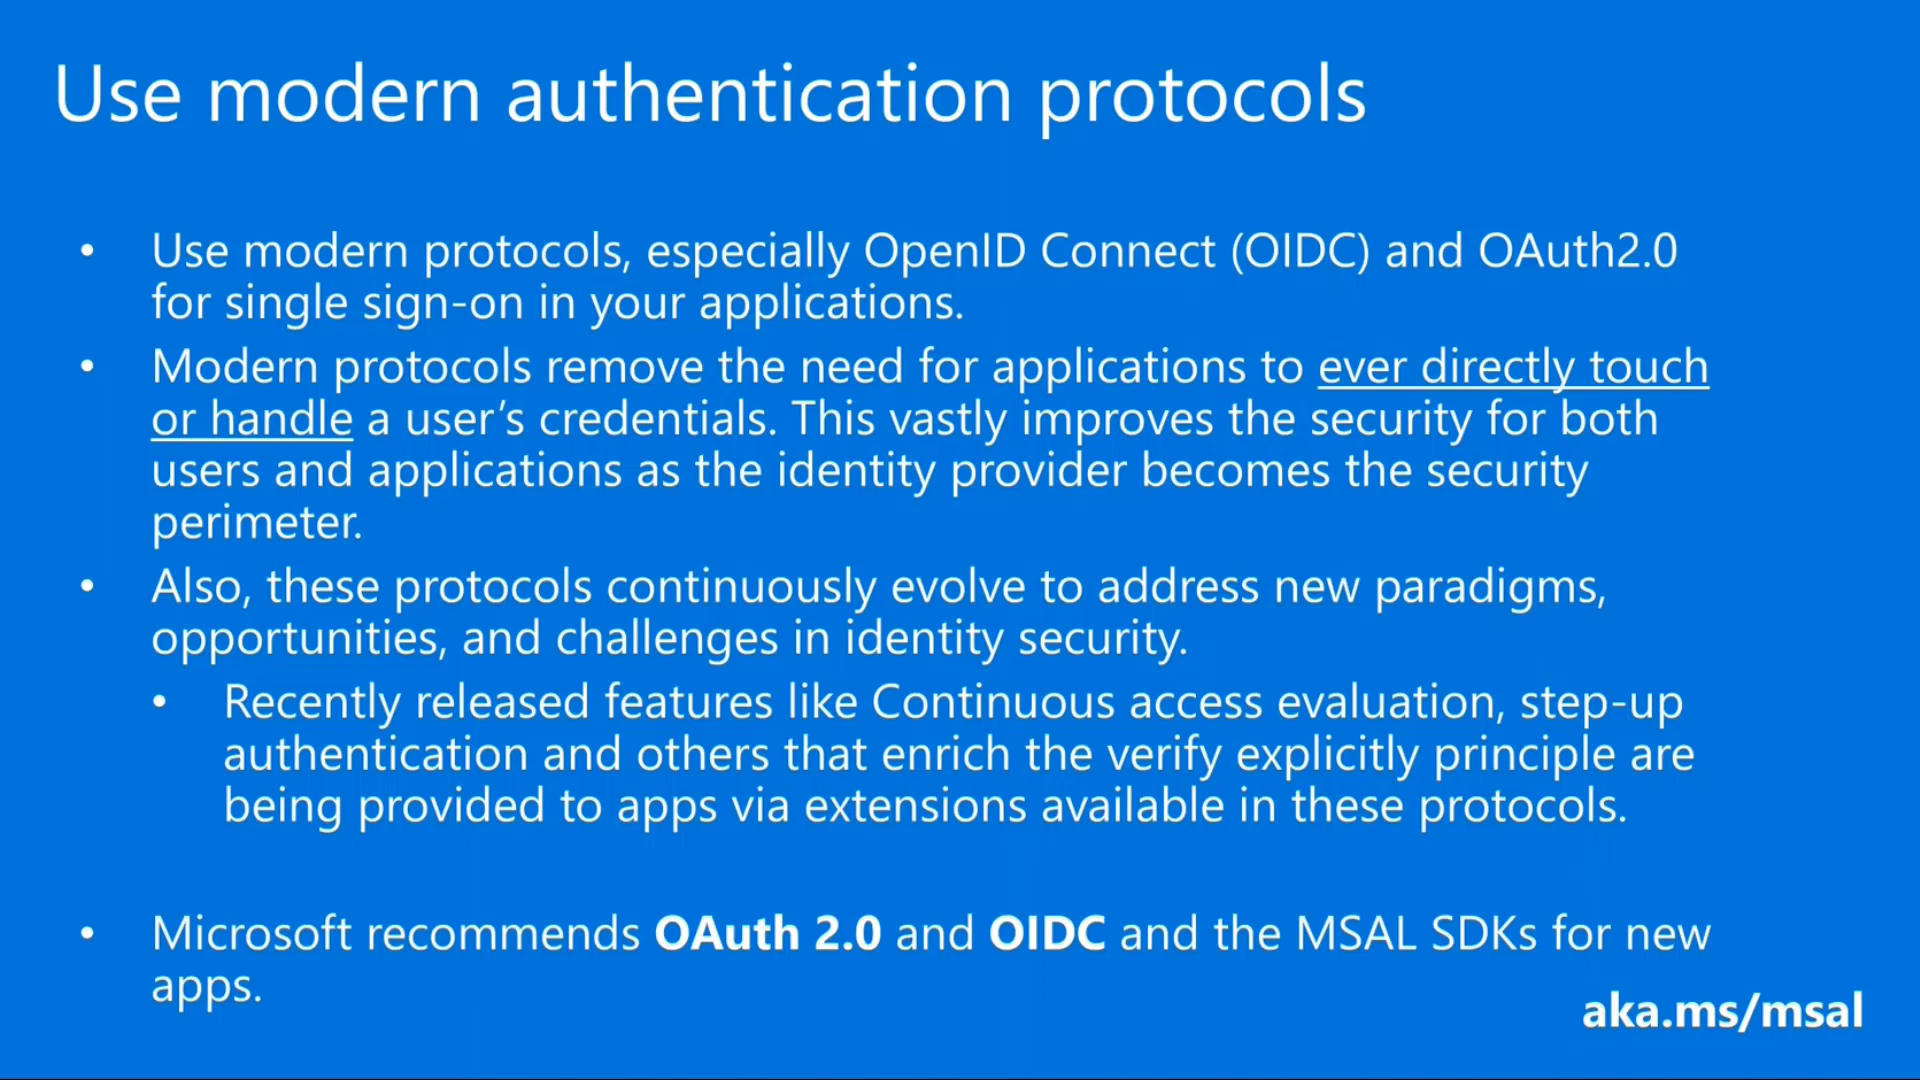 Use modern authentication protocols
• Use modern protocols, especially OpenID Connect (OIDC) and OAuth2.0
for single sign-on in your applications.
• Modern protocols remove the need for applications to ever directly touch
or handle a user’s credentials. This vastly improves the security for both
users and applications as the identity provider becomes the security
perimeter.
• Also, these protocols continuously evolve to address new paradigms,
opportunities, and challenges in identity security.
• Recently released features like Continuous access evaluation, step-up
authentication and others that enrich the verify explicitly principle are
being provided to apps via extensions available in these protocols.
• Microsoft recommends OAuth 2.0 and OIDC and the MSAL SDKs for new
apps.
aka.ms/msal